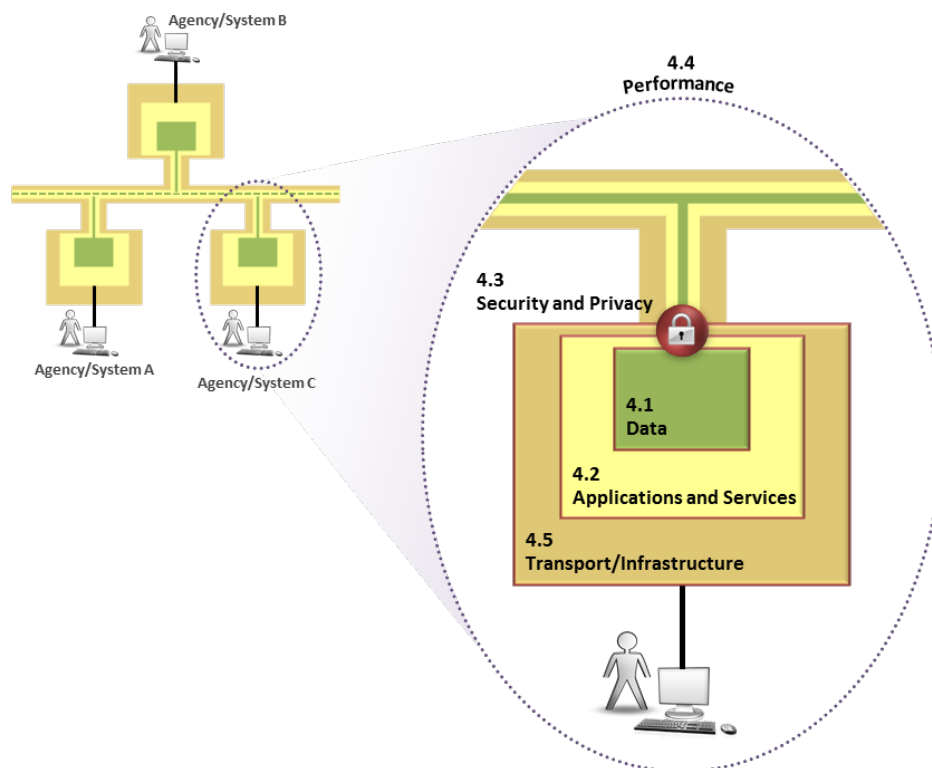 Agency/System B
Agency/System A
Agency/System C
4.4
Performance
4.3
Security and Privacy
4.1
Data
4.2
Applications and Services
4.5
Transport/Infrastructure